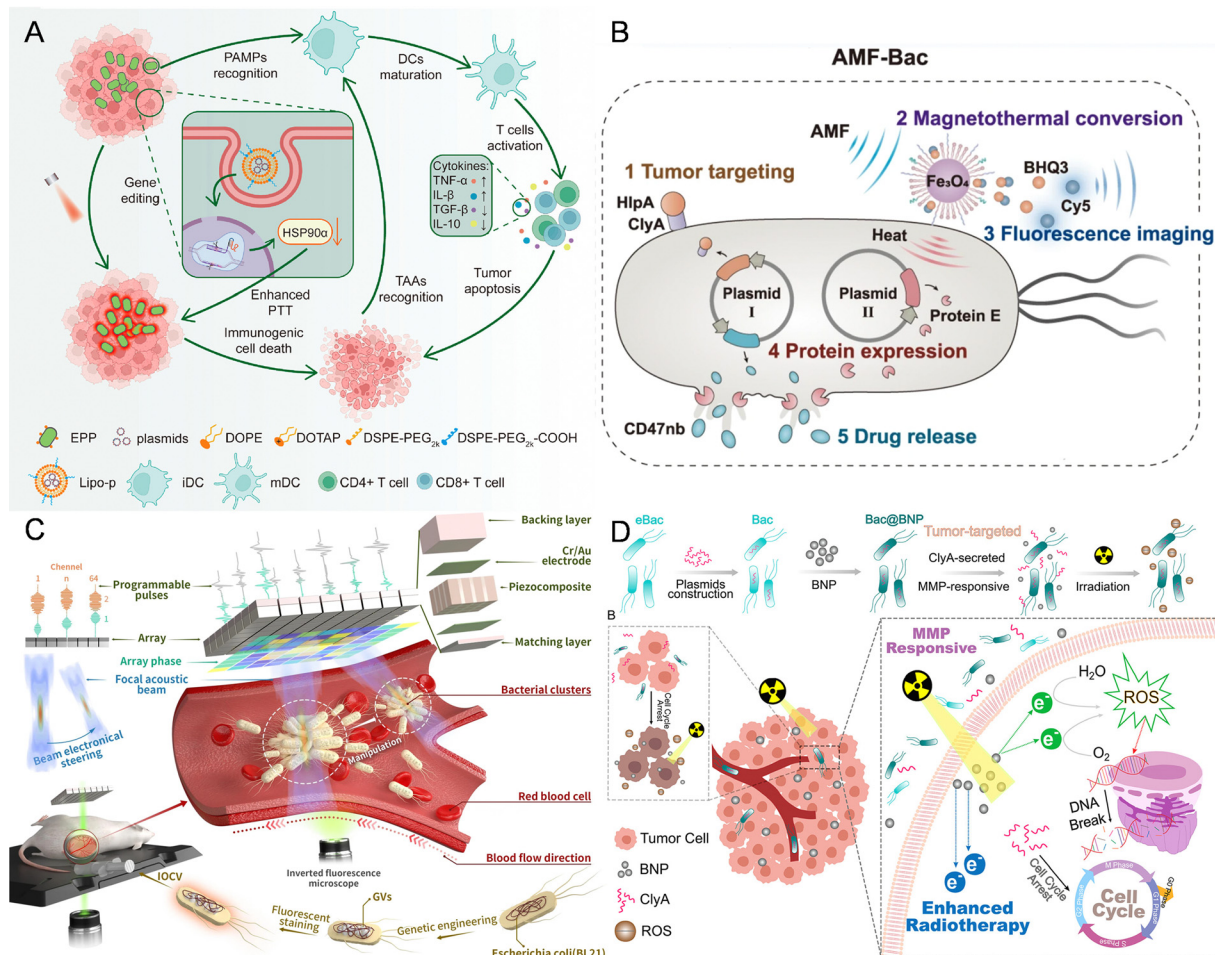 A
PAMPs
recognition
DCs
maturation
T cells
activation
Cytokines:
TNF-α ↑
IL-β ↑
TGF-β ↓
IL-10 ↓
Gene
editing
HSP90α
Enhanced
PTT
TAAs
recognition
Tumor
apoptosis
Immunogenic
cell death
EPP
plasmids
DOPE
DOTAP
DSPE-PEG2k
DSPE-PEG2k-COOH
Lipo-p
iDC
mDC
CD4+ T cell
CD8+ T cell
B
AMF-Bac
AMF
2 Magnetothermal conversion
1 Tumor targeting
HlpA
ClyA
Fe₃O₄
BHQ3
Cy5
3 Fluorescence imaging
Heat
Plasmid
I
Plasmid
II
Protein E
4 Protein expression
CD47nb
5 Drug release
C
Chennel
1 n 64
2
1
Programmable
pulses
Array
Array phase
Focal acoustic
beam
Beam electronical
steering
Backing layer
Cr/Au
electrode
Piezocomposite
Matching layer
Bacterial clusters
Manipulation
Red blood cell
Blood flow direction
Inverted fluorescence
microscope
IOCV
Fluorescent
staining
GVs
Genetic engineering
Escherichia coli(BL21)
D
eBac
Plasmids
construction
Bac
BNP
Bac@BNP
Tumor-targeted
ClyA-secreted
MMP-responsive
Irradiation
B
Cell Cycle
Arrest
Tumor Cell
BNP
ClyA
ROS
MMP
Responsive
e⁻
e⁻
H₂O
O₂
ROS
DNA
Break
e⁻
e⁻
Enhanced
Radiotherapy
Cell Cycle
Arrest
Cell
Cycle
M Phase
G0 Phase
G1 Phase
S Phase